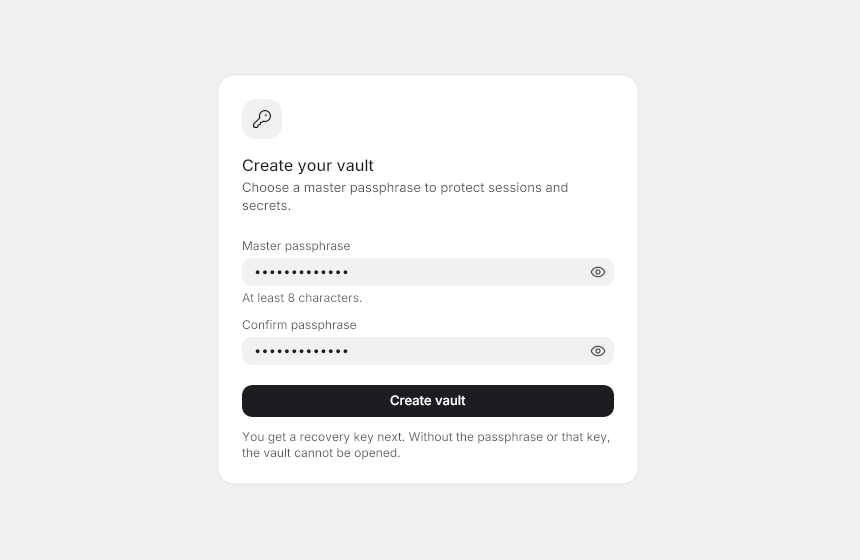 Create your vault
Choose a master passphrase to protect sessions and
secrets.
Master passphrase
•••••••••••••
At least 8 characters.
Confirm passphrase
•••••••••••••
Create vault
You get a recovery key next. Without the passphrase or that key,
the vault cannot be opened.